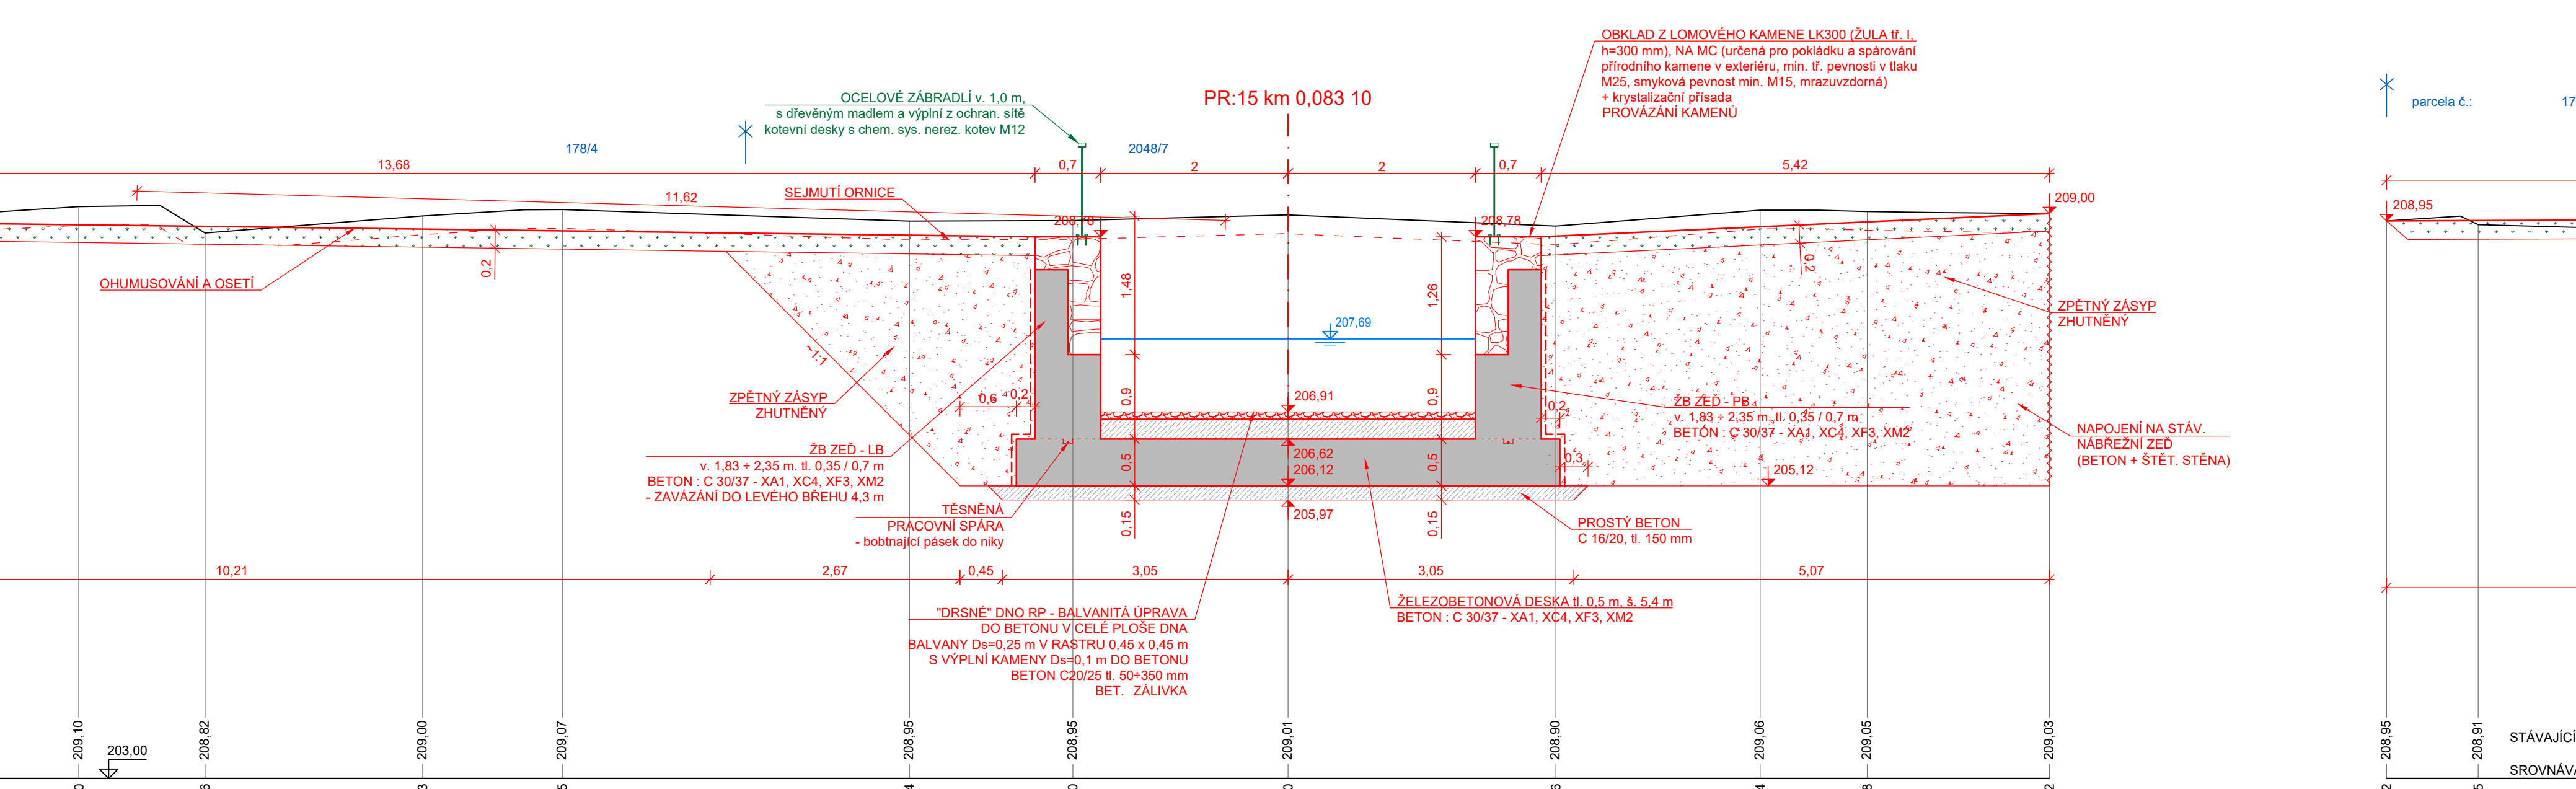 OBKLAD Z LOMOVÉHO KAMENE LK300 (ŽULA tř. I,
h=300 mm), NA MC (určená pro pokládku a spárování
přírodního kamene v exteriéru, min. tř. pevnosti v tlaku
M25, smyková pevnost min. M15, mrazuvzdorná)
+ krystalizační přísada
PROVÁZÁNÍ KAMENŮ
PR:15 km 0,083 10
OCELOVÉ ZÁBRADLÍ v. 1,0 m,
s dřevěným madlem a výplní z ochran. sítě
kotevní desky s chem. sys. nerez. kotev M12
parcela č.:
17
178/4
2048/7
13,68
0,7
2
2
0,7
5,42
11,62
SEJMUTÍ ORNICE
209,00
208,95
208,78
208,78
OHUMUSOVÁNÍ A OSETÍ
0,2
0,2
1,48
1,26
207,69
ZPĚTNÝ ZÁSYP
ZHUTNĚNÝ
~1:1
ZPĚTNÝ ZÁSYP
ZHUTNĚNÝ
0,6
0,2
0,9
206,91
0,9
0,2
ŽB ZEĎ - PB
v. 1,83 ÷ 2,35 m. tl. 0,35 / 0,7 m
BETON : C 30/37 - XA1, XC4, XF3, XM2
NAPOJENÍ NA STÁV.
NÁBŘEŽNÍ ZEĎ
(BETON + ŠTĚT. STĚNA)
ŽB ZEĎ - LB
v. 1,83 ÷ 2,35 m. tl. 0,35 / 0,7 m
BETON : C 30/37 - XA1, XC4, XF3, XM2
- ZAVÁZÁNÍ DO LEVÉHO BŘEHU 4,3 m
0,5
206,62
206,12
0,5
0,3
205,12
TĚSNĚNÁ
PRACOVNÍ SPÁRA
- bobtnající pásek do niky
0,15
205,97
0,15
PROSTÝ BETON
C 16/20, tl. 150 mm
10,21
2,67
0,45
3,05
3,05
5,07
"DRSNÉ" DNO RP - BALVANITÁ ÚPRAVA
DO BETONU V CELÉ PLOŠE DNA
BALVANY Ds=0,25 m V RASTRU 0,45 x 0,45 m
S VÝPLNÍ KAMENY Ds=0,1 m DO BETONU
BETON C20/25 tl. 50÷350 mm
BET. ZÁLIVKA
ŽELEZOBETONOVÁ DESKA tl. 0,5 m, š. 5,4 m
BETON : C 30/37 - XA1, XC4, XF3, XM2
209,10
208,82
209,00
209,07
208,95
208,95
209,01
208,90
209,06
209,05
209,03
208,95
208,91
203,00
STÁVAJÍCÍ
SROVNÁVA